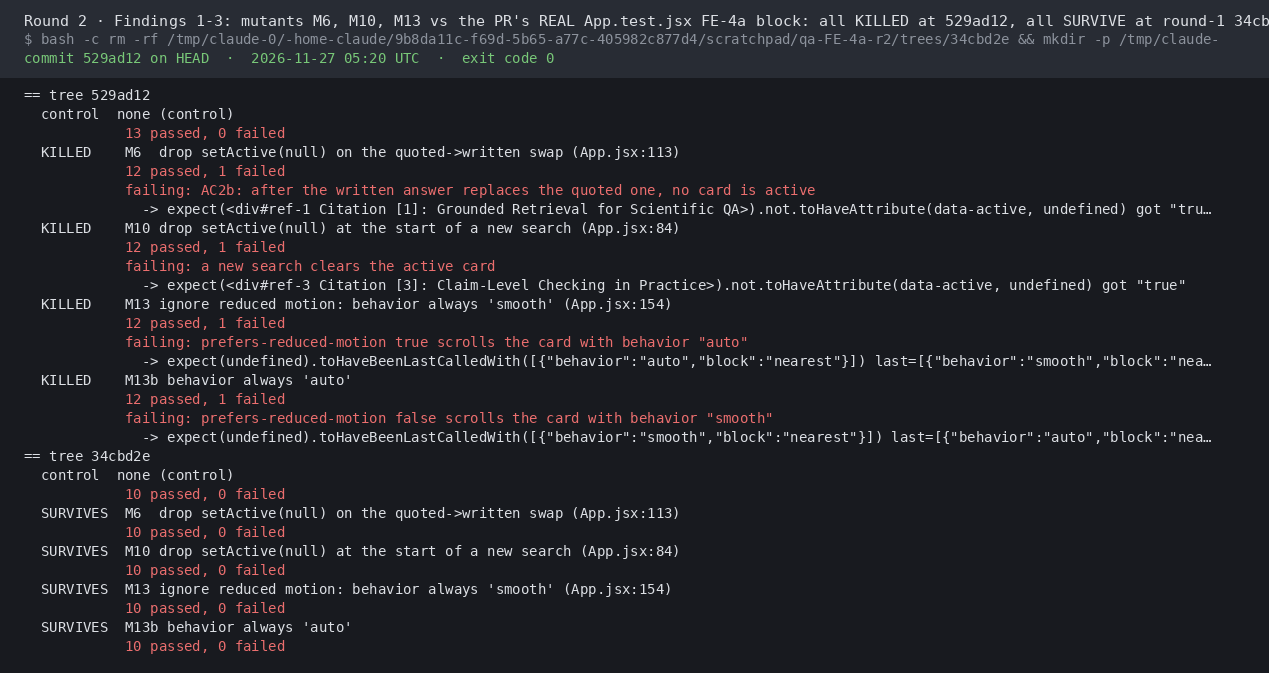 Round 2 · Findings 1-3: mutants M6, M10, M13 vs the PR's REAL App.test.jsx FE-4a block: all KILLED at 529ad12, all SURVIVE at round-1 34cb
$ bash -c rm -rf /tmp/claude-0/-home-claude/9b8da11c-f69d-5b65-a77c-405982c877d4/scratchpad/qa-FE-4a-r2/trees/34cbd2e && mkdir -p /tmp/claude-
commit 529ad12 on HEAD · 2026-11-27 05:20 UTC · exit code 0
== tree 529ad12
control none (control)
13 passed, 0 failed
KILLED M6 drop setActive(null) on the quoted->written swap (App.jsx:113)
12 passed, 1 failed
failing: AC2b: after the written answer replaces the quoted one, no card is active
-> expect(<div#ref-1 Citation [1]: Grounded Retrieval for Scientific QA>).not.toHaveAttribute(data-active, undefined) got "tru…
KILLED M10 drop setActive(null) at the start of a new search (App.jsx:84)
12 passed, 1 failed
failing: a new search clears the active card
-> expect(<div#ref-3 Citation [3]: Claim-Level Checking in Practice>).not.toHaveAttribute(data-active, undefined) got "true"
KILLED M13 ignore reduced motion: behavior always 'smooth' (App.jsx:154)
12 passed, 1 failed
failing: prefers-reduced-motion true scrolls the card with behavior "auto"
-> expect(undefined).toHaveBeenLastCalledWith([{"behavior":"auto","block":"nearest"}]) last=[{"behavior":"smooth","block":"nea…
KILLED M13b behavior always 'auto'
12 passed, 1 failed
failing: prefers-reduced-motion false scrolls the card with behavior "smooth"
-> expect(undefined).toHaveBeenLastCalledWith([{"behavior":"smooth","block":"nearest"}]) last=[{"behavior":"auto","block":"nea…
== tree 34cbd2e
control none (control)
10 passed, 0 failed
SURVIVES M6 drop setActive(null) on the quoted->written swap (App.jsx:113)
10 passed, 0 failed
SURVIVES M10 drop setActive(null) at the start of a new search (App.jsx:84)
10 passed, 0 failed
SURVIVES M13 ignore reduced motion: behavior always 'smooth' (App.jsx:154)
10 passed, 0 failed
SURVIVES M13b behavior always 'auto'
10 passed, 0 failed